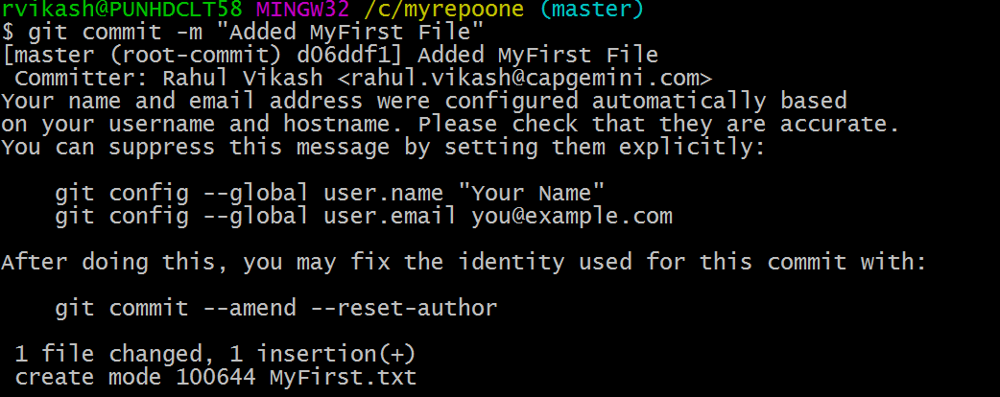 rvikash@PUNHDCLT58 MINGW32 /c/myrepoone (master)
$ git commit -m "Added MyFirst File"
[master (root-commit) d06ddf1] Added MyFirst File
 Committer: Rahul Vikash <rahul.vikash@capgemini.com>
Your name and email address were configured automatically based
on your username and hostname. Please check that they are accurate.
You can suppress this message by setting them explicitly:

    git config --global user.name "Your Name"
    git config --global user.email you@example.com

After doing this, you may fix the identity used for this commit with:

    git commit --amend --reset-author

 1 file changed, 1 insertion(+)
 create mode 100644 MyFirst.txt